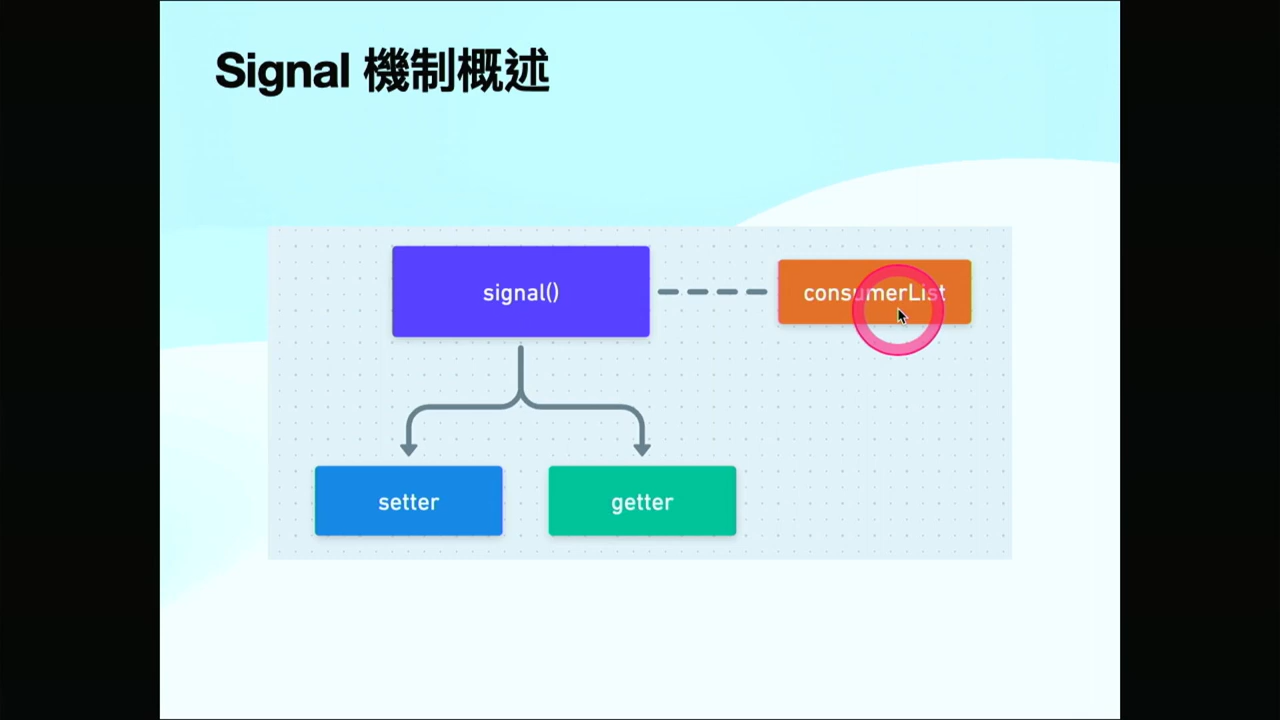 Signal 機制概述
signal()
consumerList
setter
getter